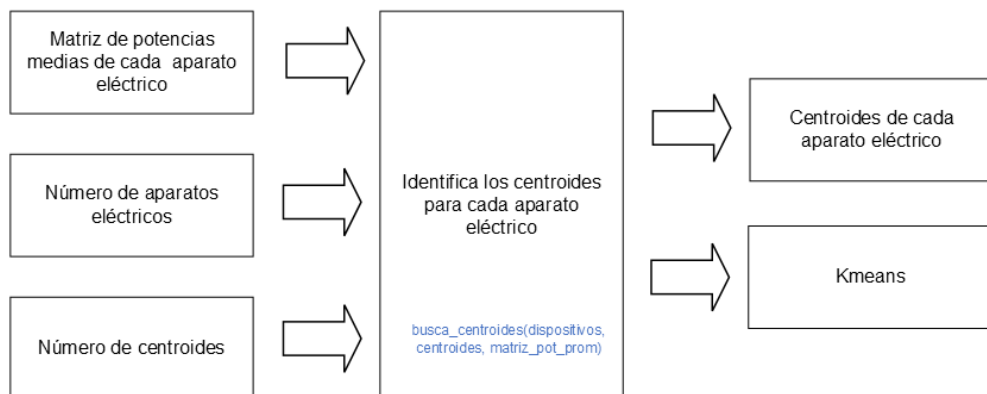 Matriz de potencias
medias de cada aparato
eléctrico
Número de aparatos
eléctricos
Número de centroides
Identifica los centroides
para cada aparato
eléctrico
busca_centroides(dispositivos,
centroides, matriz_pot_prom)
Centroides de cada
aparato eléctrico
Kmeans